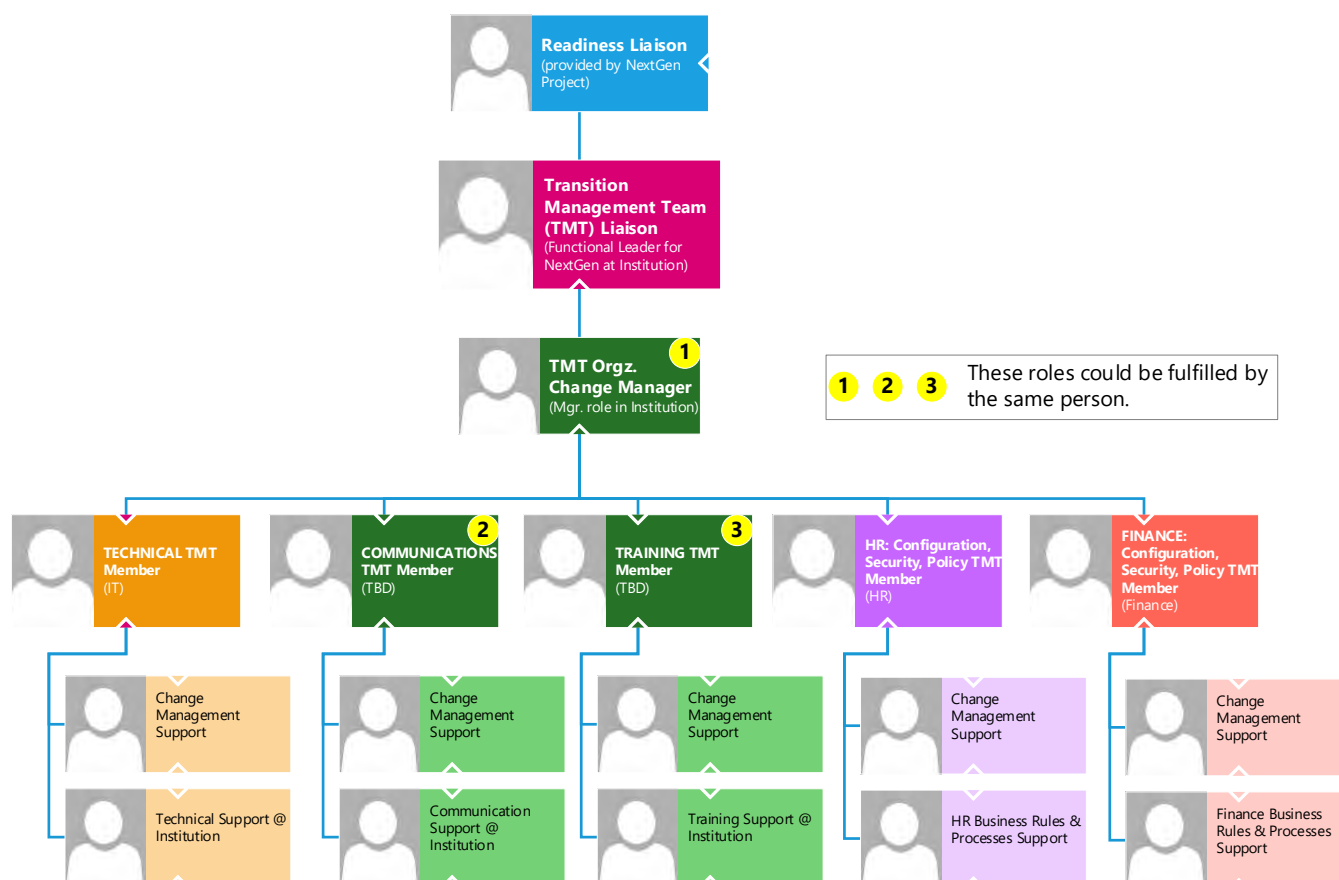 Readiness Liaison
(provided by NextGen
Project)
Transition
Management Team
(TMT) Liaison
(Functional Leader for
NextGen at Institution)
1
TMT Orgz.
Change Manager
(Mgr. role in Institution)
1 2 3
These roles could be fulfilled by
the same person.
TECHNICAL TMT
Member
(IT)
2
COMMUNICATIONS
TMT Member
(TBD)
3
TRAINING TMT
Member
(TBD)
HR: Configuration,
Security, Policy TMT
Member
(HR)
FINANCE:
Configuration,
Security, Policy TMT
Member
(Finance)
Change
Management
Support
Change
Management
Support
Change
Management
Support
Change
Management
Support
Change
Management
Support
Technical Support @
Institution
Communication
Support @
Institution
Training Support @
Institution
HR Business Rules &
Processes Support
Finance Business
Rules & Processes
Support